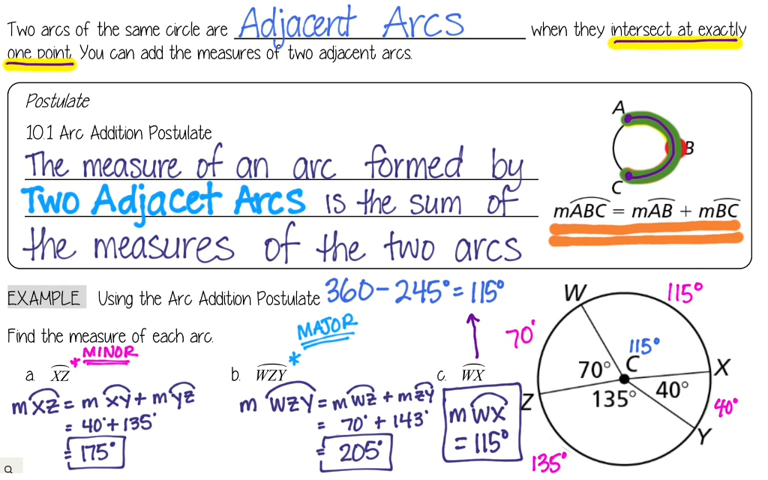 Two arcs of the same circle are Adjacent Arcs when they intersect at exactly
one point. You can add the measures of two adjacent arcs.
Postulate
10.1 Arc Addition Postulate
The measure of an arc formed by
Two Adjacet Arcs is the sum of
the measures of the two arcs
A
B
C
mABC = mAB + mBC
EXAMPLE Using the Arc Addition Postulate 360 - 245° = 115°
Find the measure of each arc.
* MINOR
a. XZ
mXZ = mXY + mYZ
= 40° + 135°
= 175°
MAJOR
*
b. WZY
m WZY = mWZ + mZY
= 70° + 143°
= 205°
c. WX
mWX
= 115°
W
115°
70°
115°
70° C
X
135° 40°
Z
40°
Y
135°